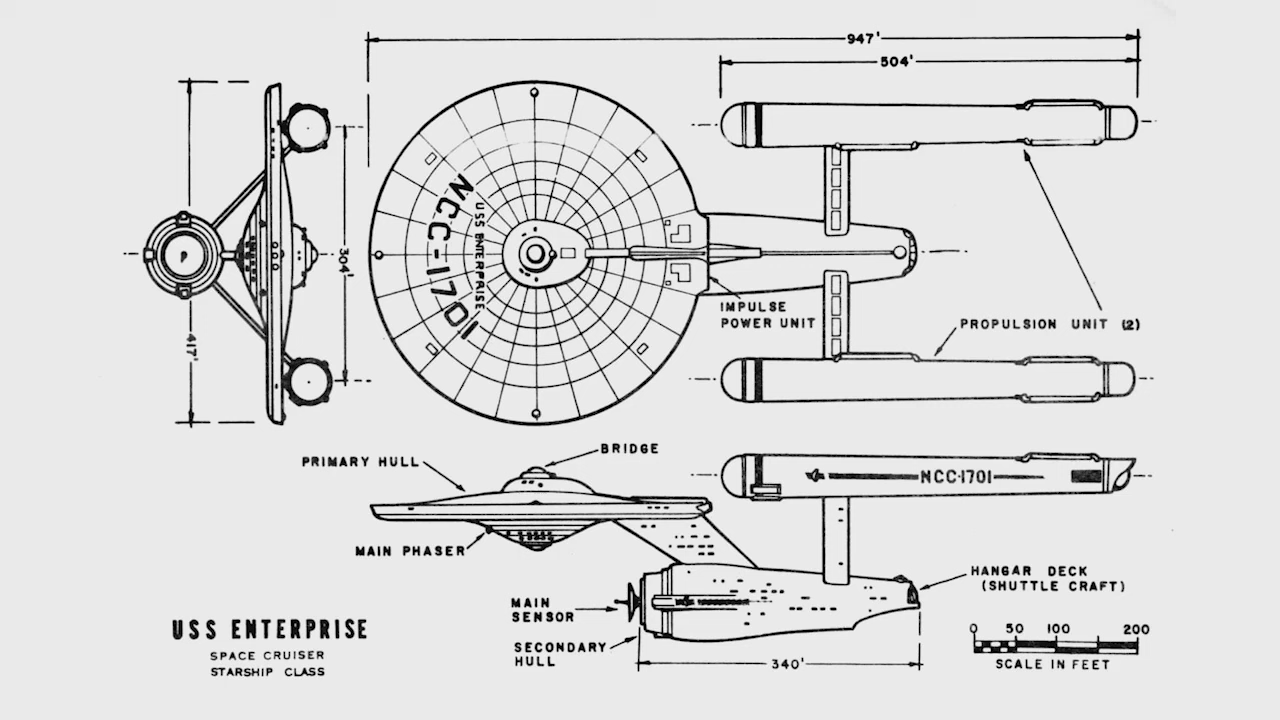 947'
504'
304'
417'
NCC-1701
USS ENTERPRISE
IMPULSE
POWER UNIT
PROPULSION UNIT (2)
BRIDGE
PRIMARY HULL
NCC-1701
MAIN PHASER
HANGAR DECK
(SHUTTLE CRAFT)
MAIN
SENSOR
SECONDARY
HULL
340'
0 50 100 200
SCALE IN FEET
USS ENTERPRISE
SPACE CRUISER
STARSHIP CLASS